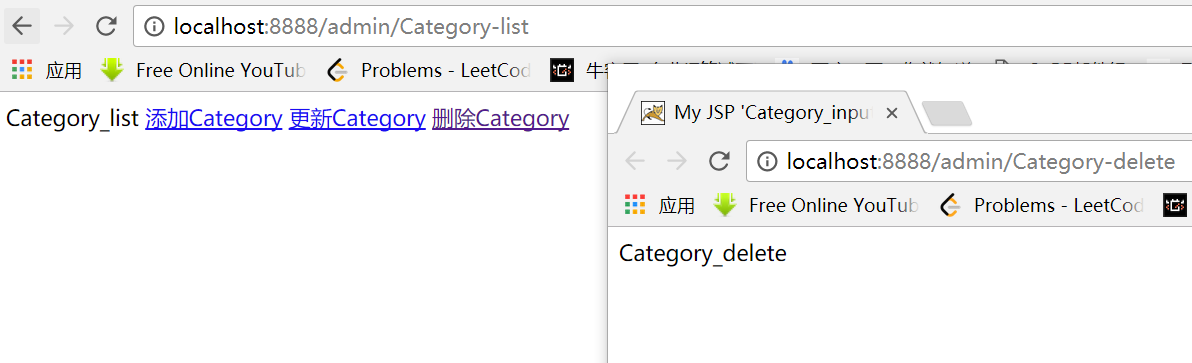 localhost:8888/admin/Category-list
应用 Free Online YouTub Problems - LeetCod
Category_list 添加Category 更新Category 删除Category
My JSP 'Category_inpu
localhost:8888/admin/Category-delete
应用 Free Online YouTub Problems - LeetCod
Category_delete